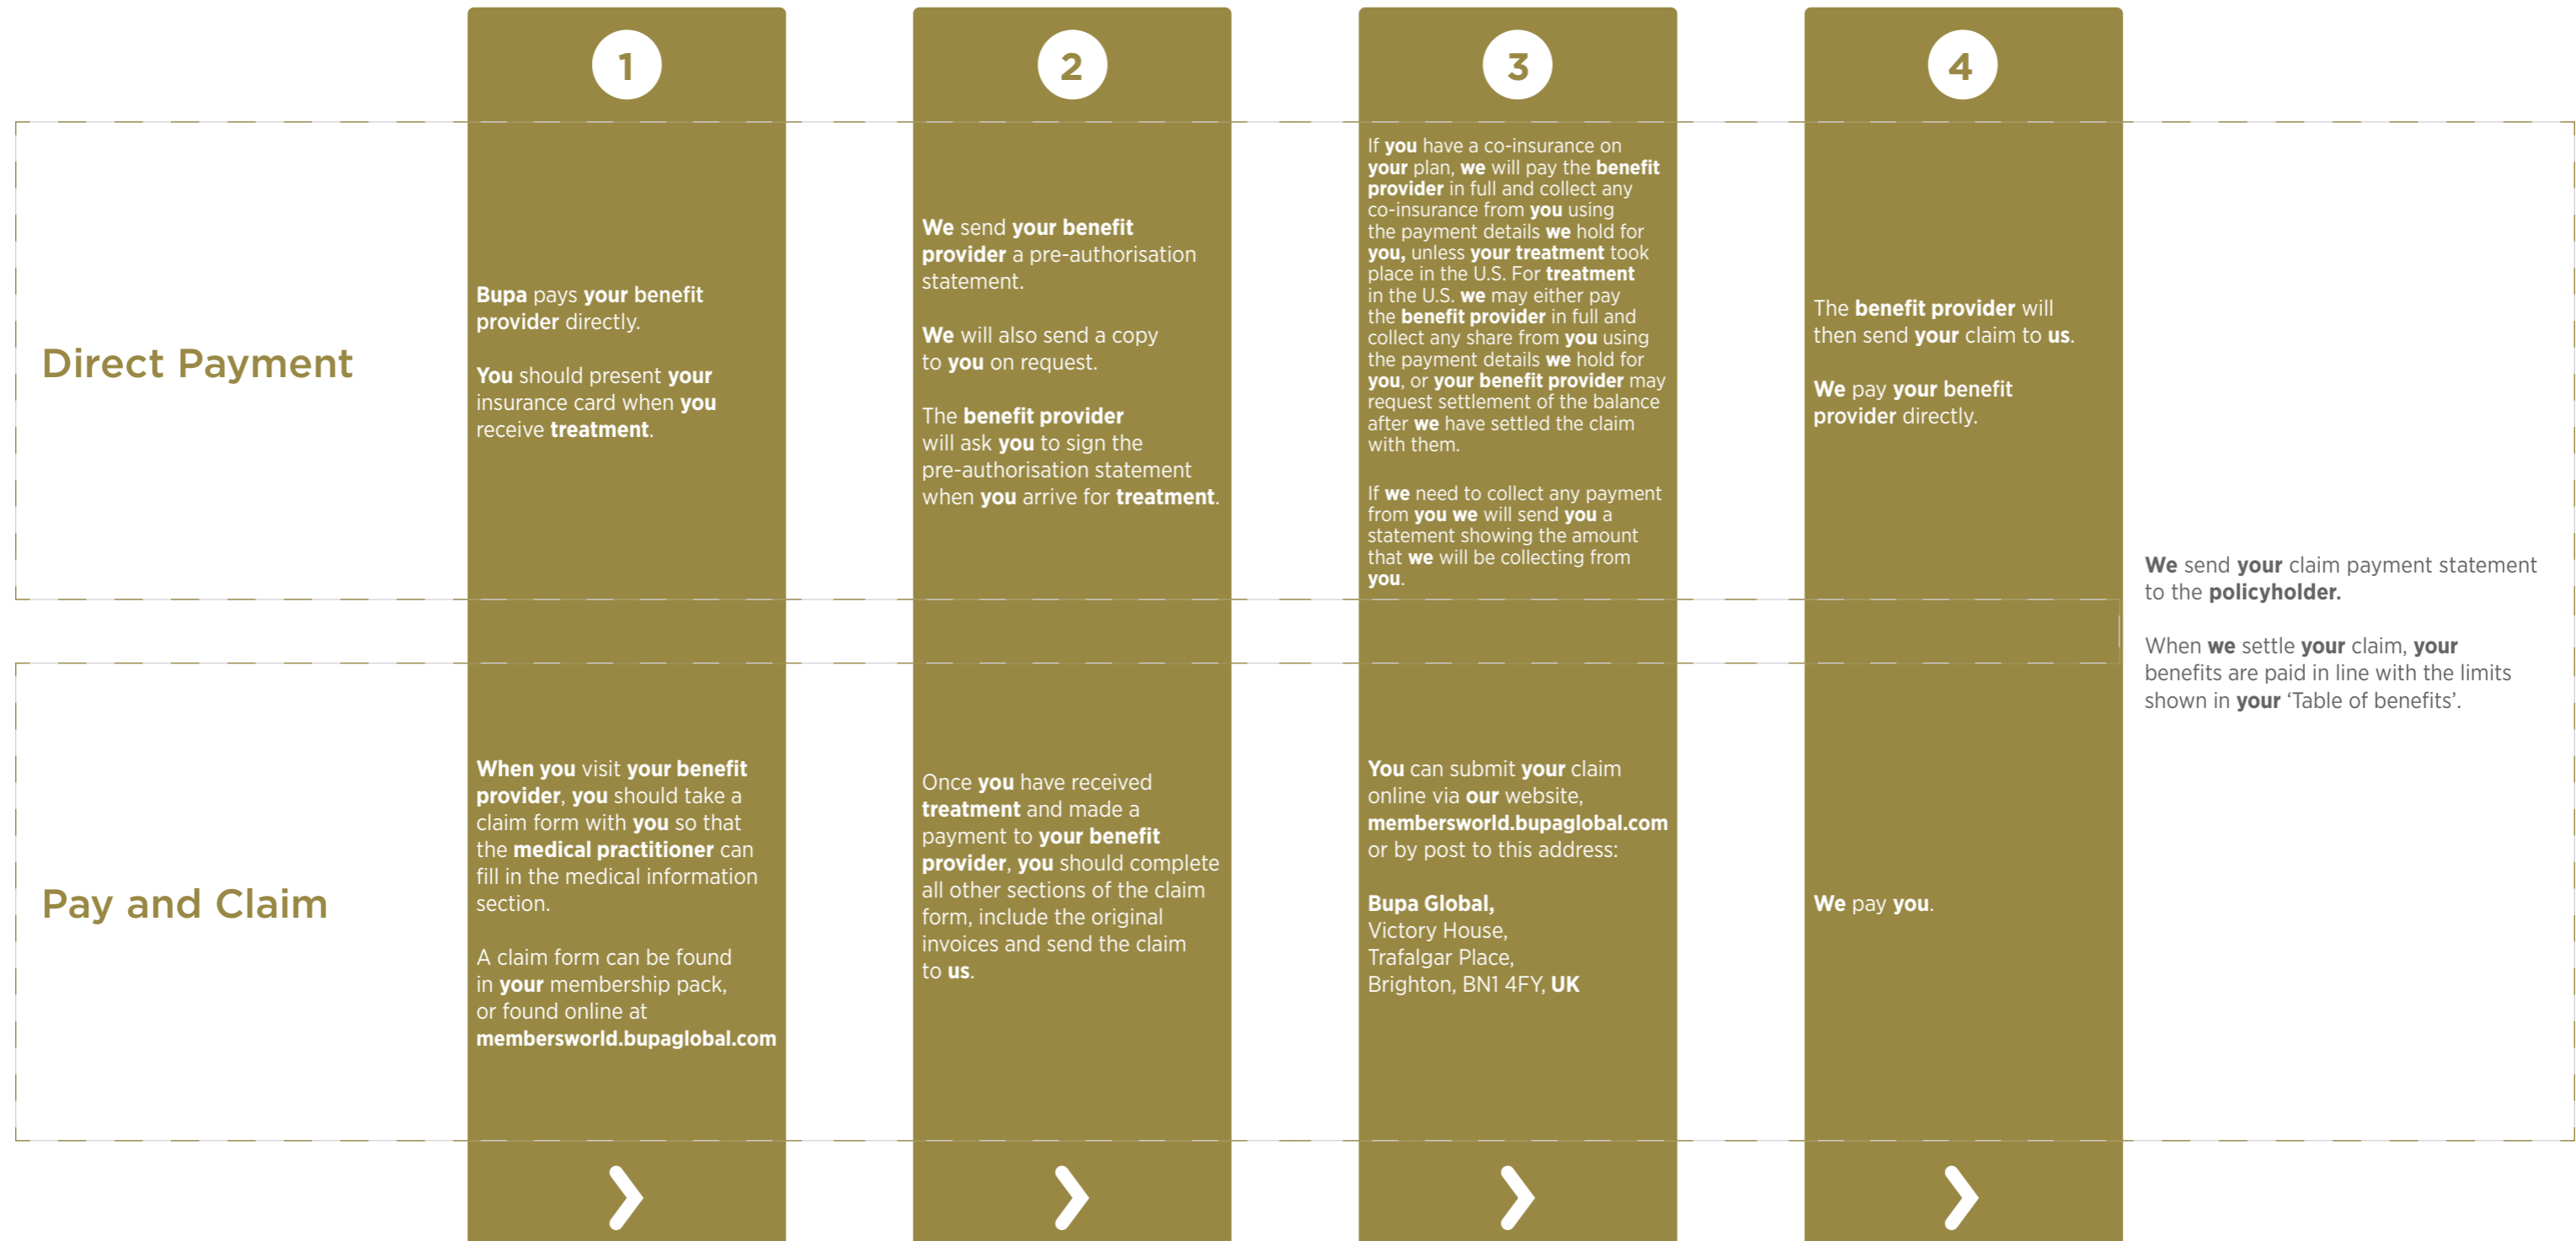 1
2
3
4
Direct Payment
Bupa pays your benefit
provider directly.
You should present your
insurance card when you
receive treatment.
We send your benefit
provider a pre-authorisation
statement.
We will also send a copy
to you on request.
The benefit provider
will ask you to sign the
pre-authorisation statement
when you arrive for treatment.
If you have a co-insurance on
your plan, we will pay the benefit
provider in full and collect any
co-insurance from you using
the payment details we hold for
you, unless your treatment took
place in the U.S. For treatment
in the U.S. we may either pay
the benefit provider in full and
collect any share from you using
the payment details we hold for
you, or your benefit provider may
request settlement of the balance
after we have settled the claim
with them.
If we need to collect any payment
from you we will send you a
statement showing the amount
that we will be collecting from
you.
The benefit provider will
then send your claim to us.
We pay your benefit
provider directly.
Pay and Claim
When you visit your benefit
provider, you should take a
claim form with you so that
the medical practitioner can
fill in the medical information
section.
A claim form can be found
in your membership pack,
or found online at
membersworld.bupaglobal.com
Once you have received
treatment and made a
payment to your benefit
provider, you should complete
all other sections of the claim
form, include the original
invoices and send the claim
to us.
You can submit your claim
online via our website,
membersworld.bupaglobal.com
or by post to this address:
Bupa Global,
Victory House,
Trafalgar Place,
Brighton, BN1 4FY, UK
We pay you.
We send your claim payment statement
to the policyholder.
When we settle your claim, your
benefits are paid in line with the limits
shown in your ‘Table of benefits’.